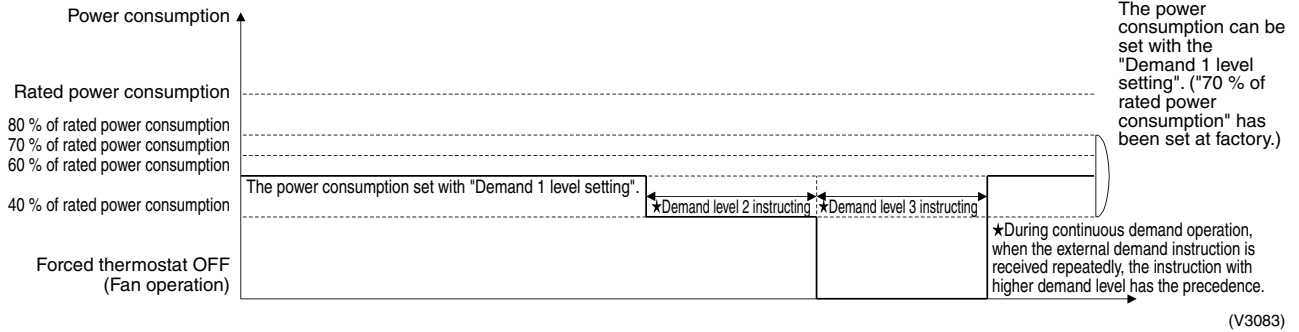 Power consumption
The power
consumption can be
set with the
"Demand 1 level
setting". ("70 % of
rated power
consumption" has
been set at factory.)
Rated power consumption
80 % of rated power consumption
70 % of rated power consumption
60 % of rated power consumption
The power consumption set with "Demand 1 level setting".
40 % of rated power consumption
★Demand level 2 instructing
★Demand level 3 instructing
★During continuous demand operation,
when the external demand instruction is
received repeatedly, the instruction with
higher demand level has the precedence.
Forced thermostat OFF
(Fan operation)
(V3083)